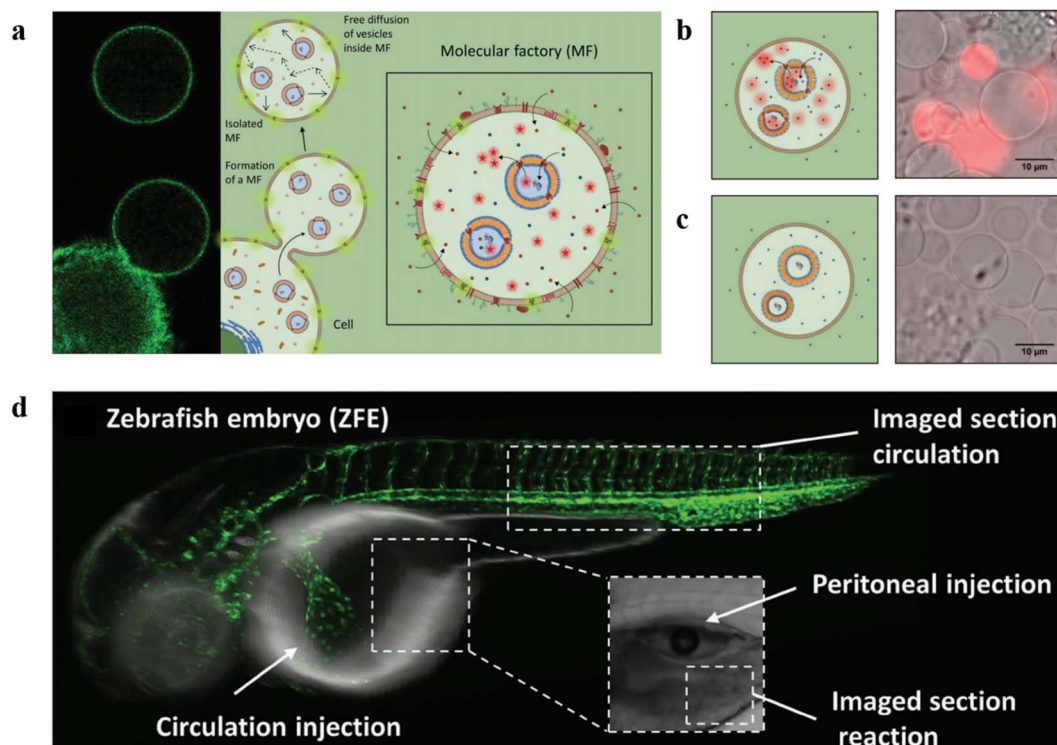 a
Free diffusion
of vesicles
inside MF
Isolated
MF
Formation
of a MF
Cell
Molecular factory (MF)
b
10 µm
c
10 µm
d
Zebrafish embryo (ZFE)
Imaged section
circulation
Peritoneal injection
Circulation injection
Imaged section
reaction